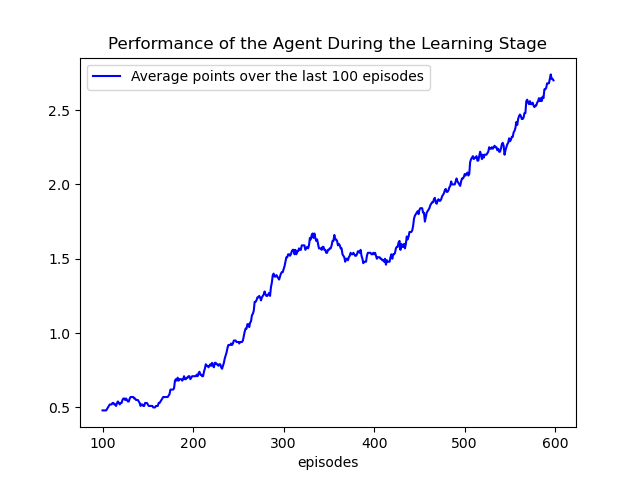 Performance of the Agent During the Learning Stage
Average points over the last 100 episodes
2.5
2.0
1.5
1.0
0.5
100 200 300 400 500 600
episodes